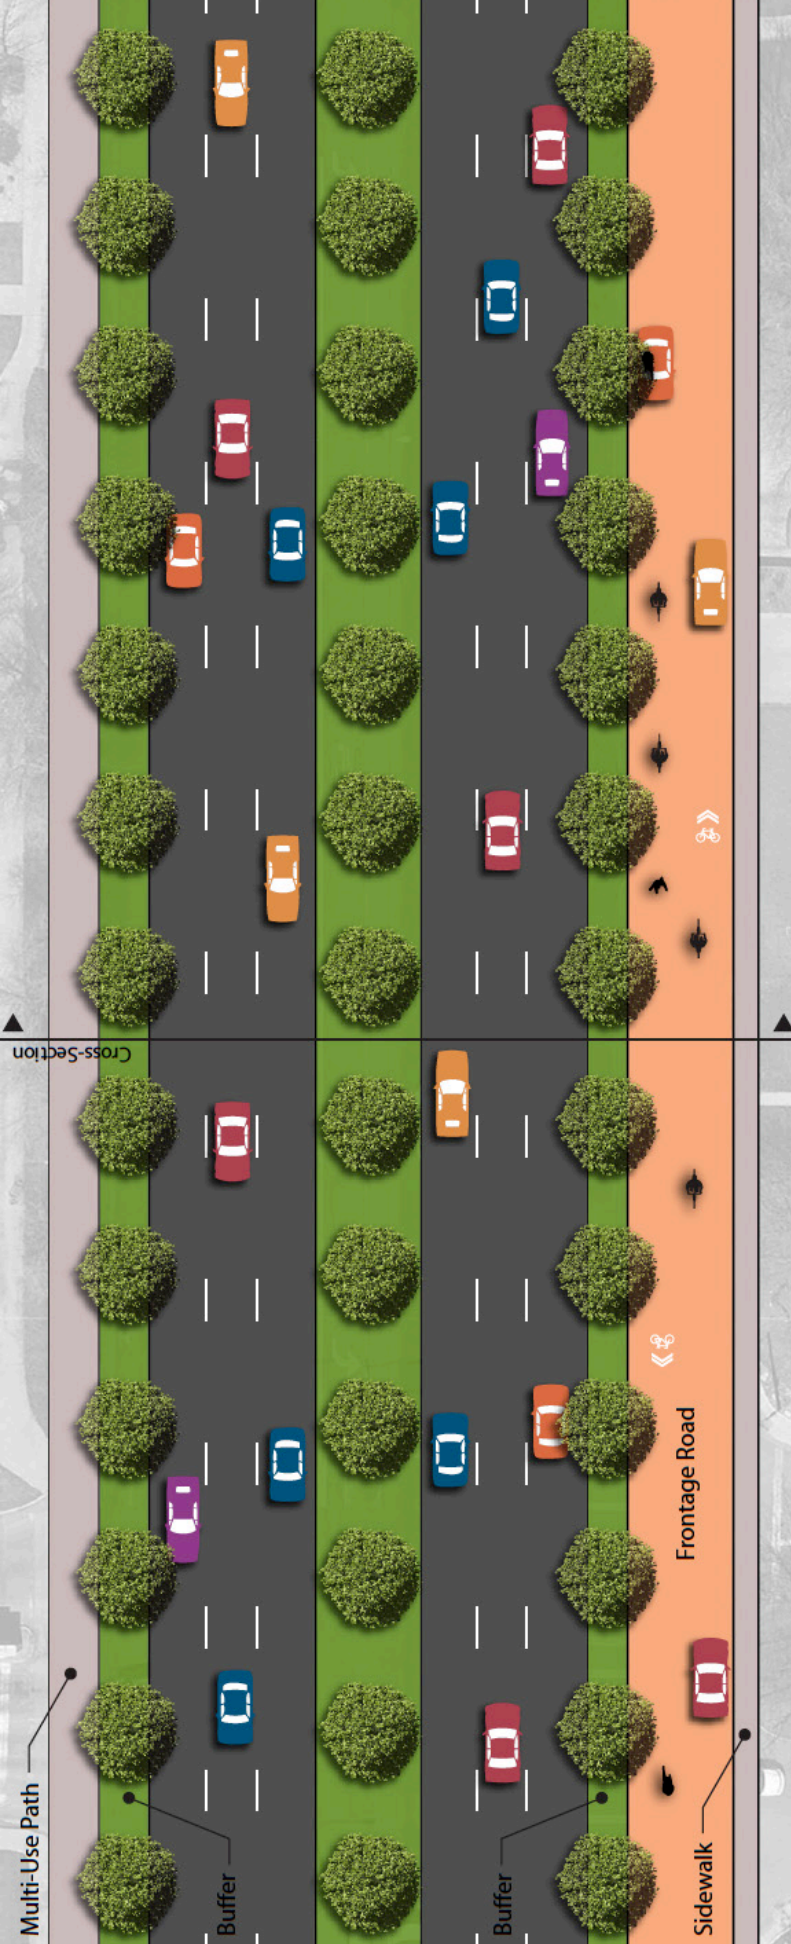 Cross-Section
Frontage Road
Multi-Use Path
Buffer
Buffer
Sidewalk